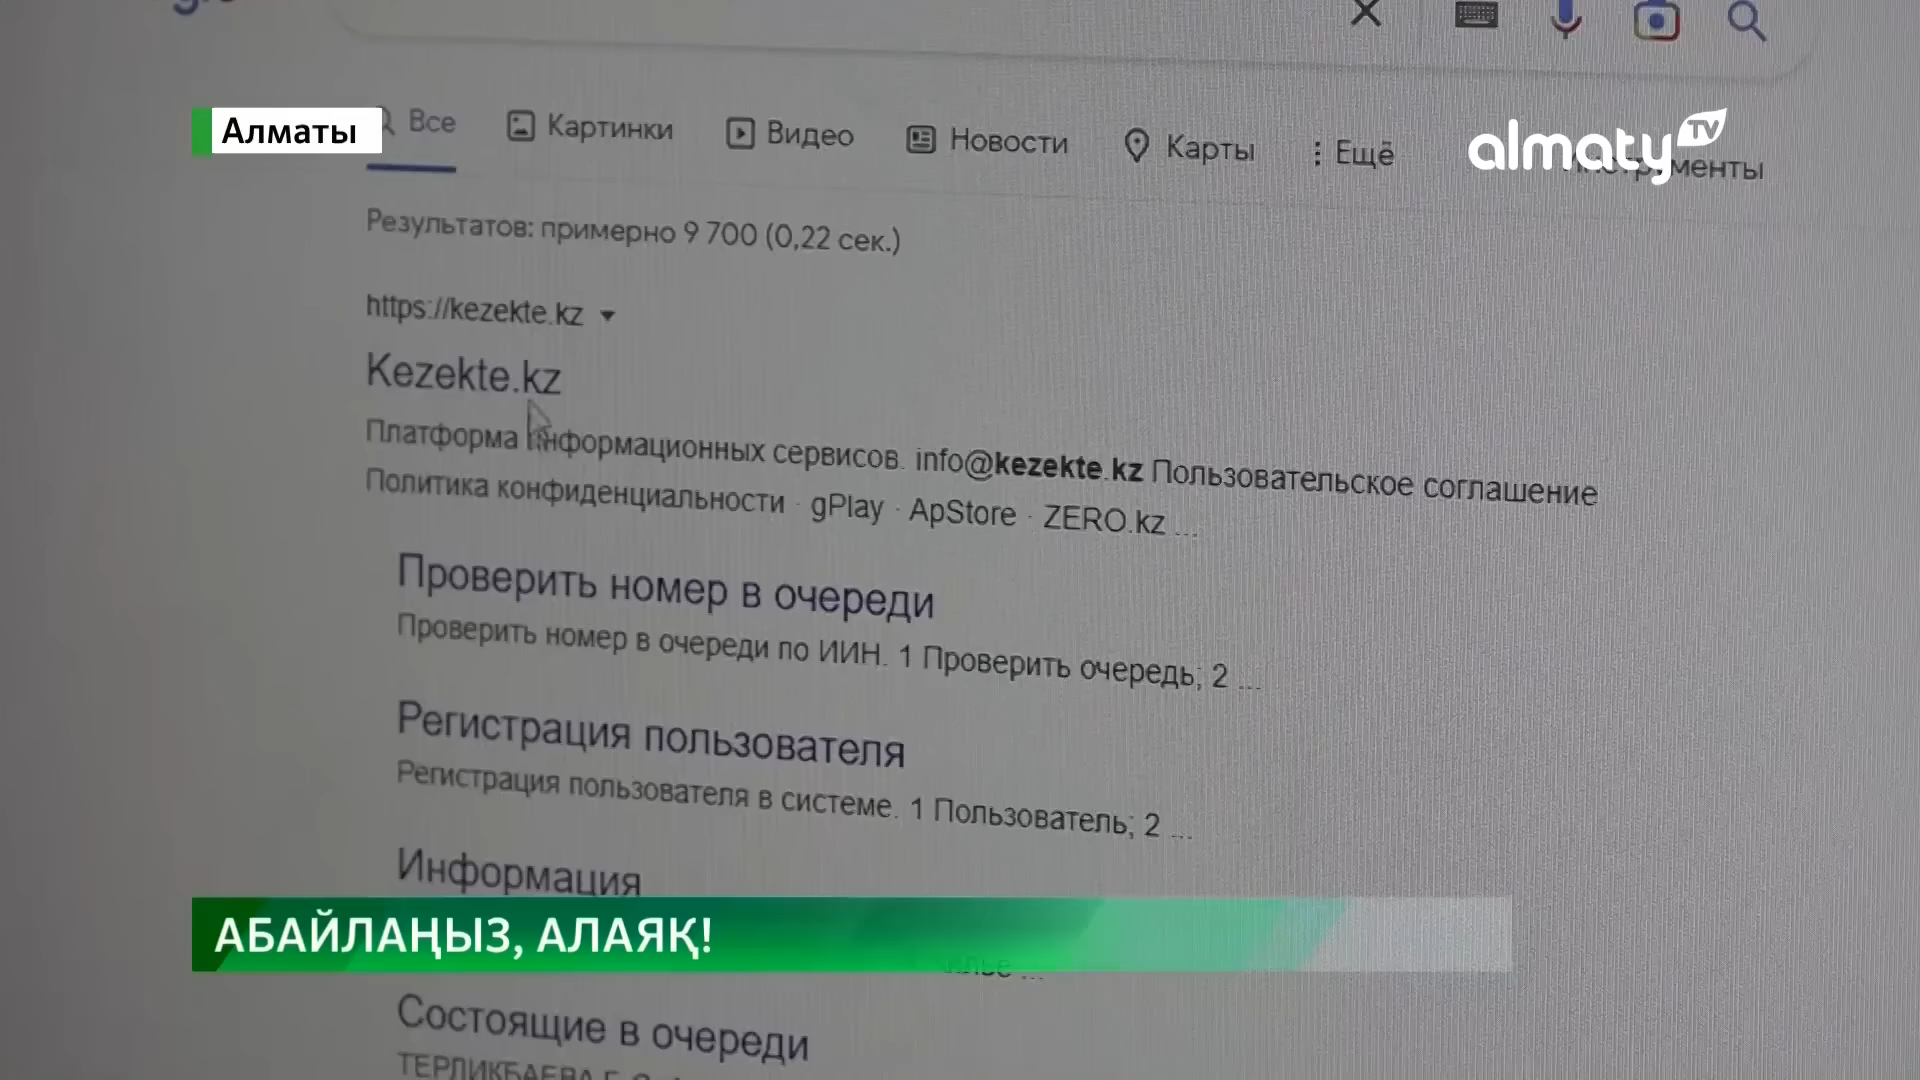 Алматы
Все
Картинки
Видео
Новости
Карты
Ещё
almaty TV
Результатов: примерно 9 700 (0,22 сек.)
https://kezekte.kz
Kezekte.kz
Платформа информационных сервисов. info@kezekte.kz Пользовательское соглашение
Политика конфиденциальности · gPlay · ApStore · ZERO.kz ...
Проверить номер в очереди
Проверить номер в очереди по ИИН. 1 Проверить очередь; 2 ...
Регистрация пользователя
Регистрация пользователя в системе. 1 Пользователь; 2 ...
Информация
АБАЙЛАҢЫЗ, АЛАЯҚ!
Состоящие в очереди